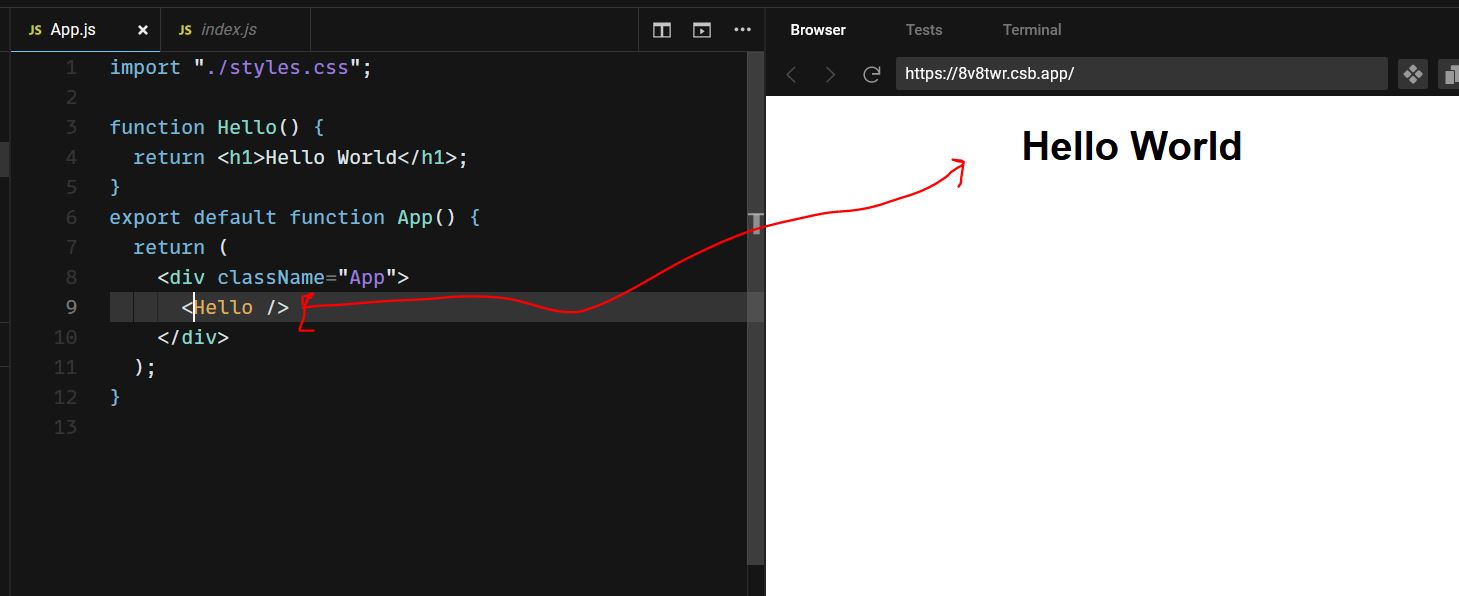 JS App.js × JS index.js
1 import "./styles.css";
2
3 function Hello() {
4   return <h1>Hello World</h1>;
5 }
6 export default function App() {
7   return (
8     <div className="App">
9       <Hello />
10     </div>
11   );
12 }
13
Browser Tests Terminal
https://8v8twr.csb.app/
Hello World